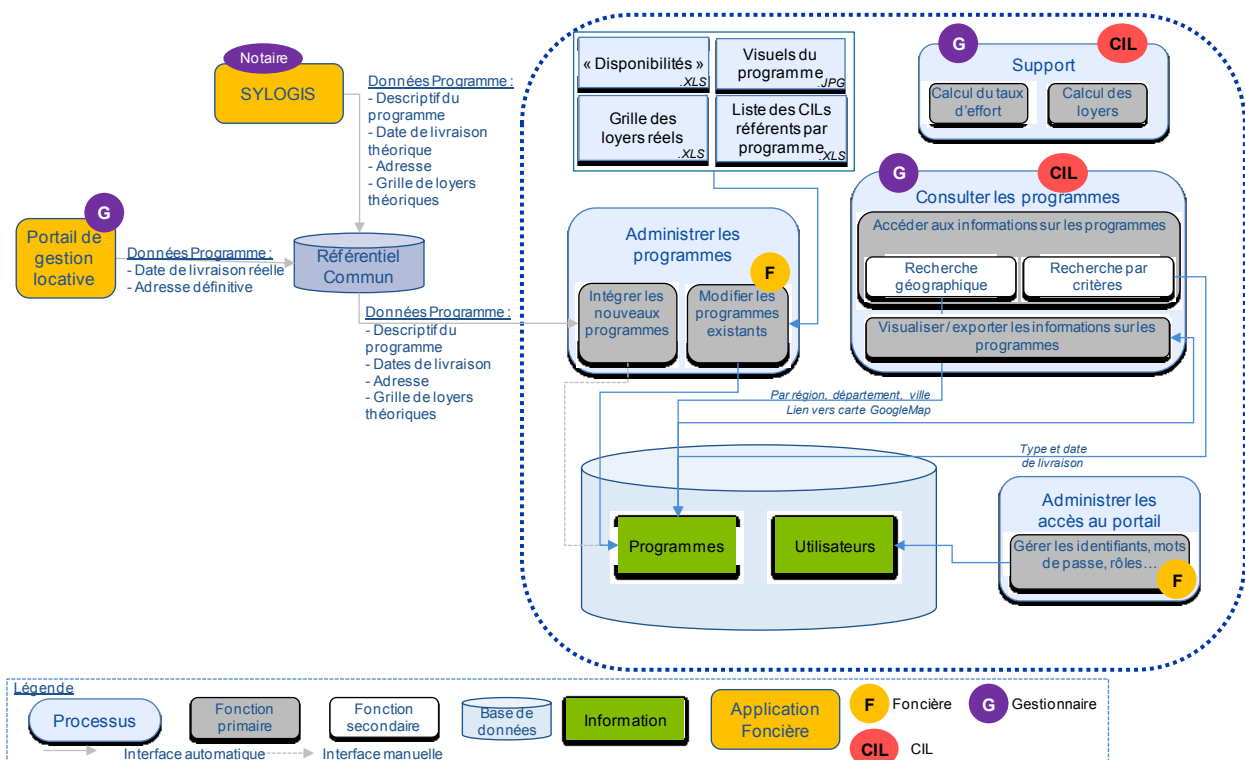 Notaire
SYLOGIS
Données Programme :
- Descriptif du
programme
- Date de livraison
théorique
- Adresse
- Grille de loyers
théoriques
G
Portail de
gestion
locative
Données Programme :
- Date de livraison réelle
- Adresse définitive
Référentiel
Commun
Données Programme :
- Descriptif du
programme
- Dates de livraison
- Adresse
- Grille de loyers
théoriques
« Disponibilités »
.XLS
Visuels du
programme
.JPG
Grille des
loyers réels
.XLS
Liste des CILs
référents par
programme
.XLS
G
CIL
Support
Calcul du taux
d'effort
Calcul des
loyers
Administrer les
programmes
F
Intégrer les
nouveaux
programmes
Modifier les
programmes
existants
G
CIL
Consulter les programmes
Accéder aux informations sur les programmes
Recherche
géographique
Recherche par
critères
Visualiser / exporter les informations sur les
programmes
Par région, département, ville
Lien vers carte GoogleMap
Type et date
de livraison
Programmes
Utilisateurs
Administrer les
accès au portail
Gérer les identifiants, mots
de passe, rôles…
F
Légende
Processus
Fonction
primaire
Fonction
secondaire
Base de
données
Information
Application
Foncière
F
Foncière
G
Gestionnaire
CIL
CIL
Interface automatique
Interface manuelle